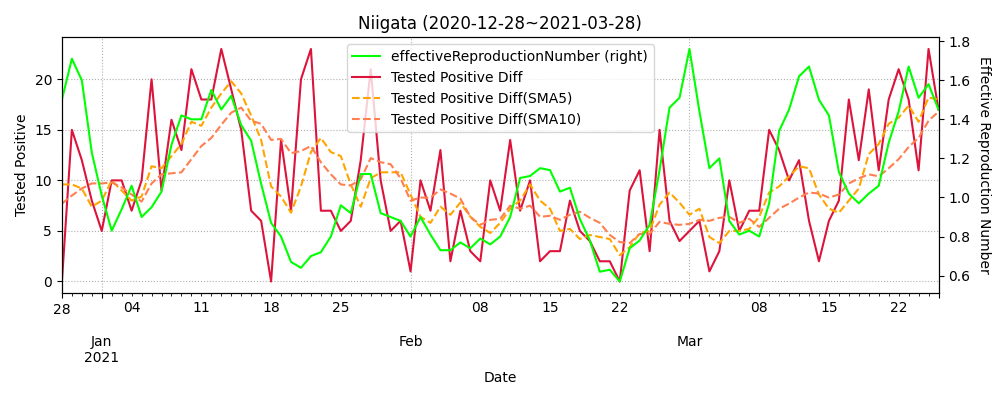 Niigata (2020-12-28~2021-03-28)
effectiveReproductionNumber (right)
Tested Positive Diff
Tested Positive Diff(SMA5)
Tested Positive Diff(SMA10)
Tested Positive
20
15
10
5
0
Effective Reproduction Number
1.8
1.6
1.4
1.2
1.0
0.8
0.6
28 04 11 18 25 08 15 22 08 15 22
Jan Feb Mar
2021
Date